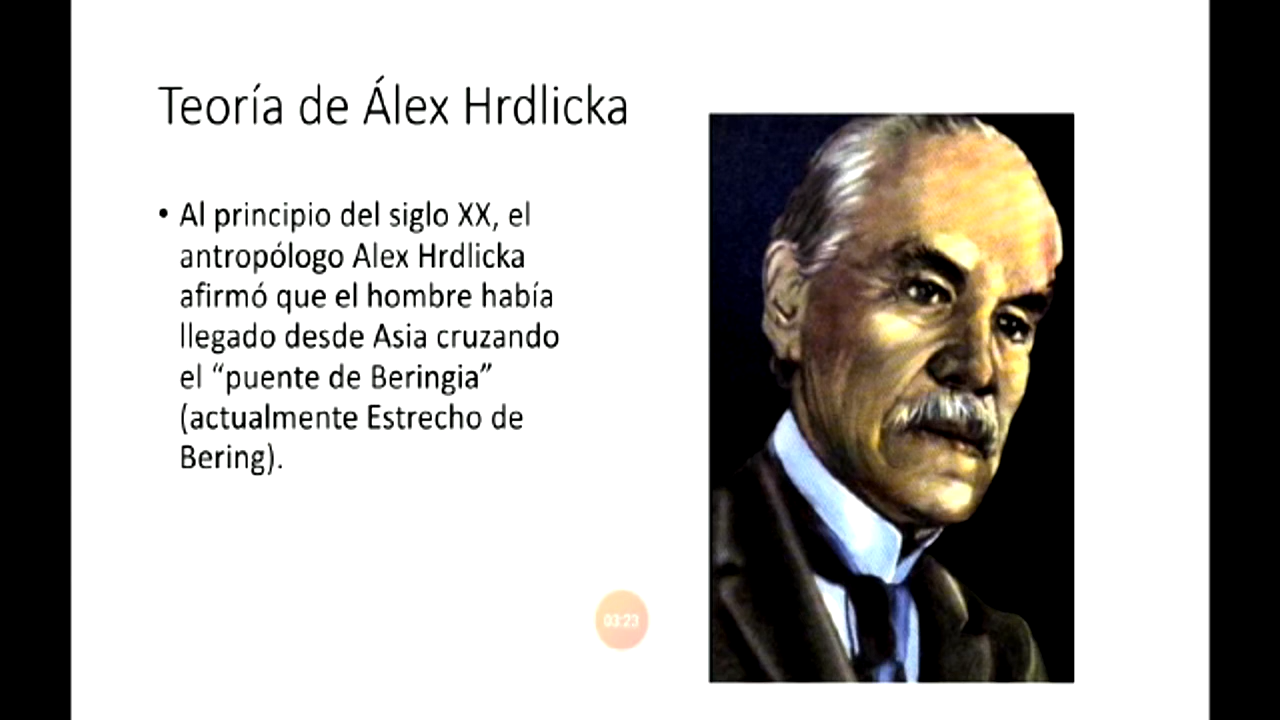 Teoría de Álex Hrdlicka
• Al principio del siglo XX, el
antropólogo Alex Hrdlicka
afirmó que el hombre había
llegado desde Asia cruzando
el “puente de Beringia”
(actualmente Estrecho de
Bering).
03:23